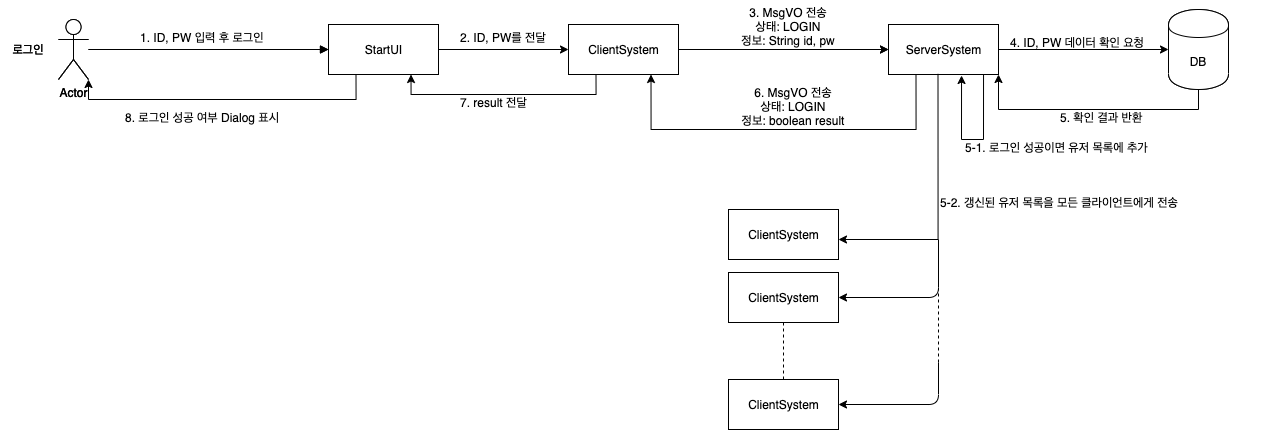 로그인
Actor
1. ID, PW 입력 후 로그인
StartUI
2. ID, PW를 전달
ClientSystem
3. MsgVO 전송
상태: LOGIN
정보: String id, pw
ServerSystem
4. ID, PW 데이터 확인 요청
DB
5. 확인 결과 반환
5-1. 로그인 성공이면 유저 목록에 추가
6. MsgVO 전송
상태: LOGIN
정보: boolean result
7. result 전달
8. 로그인 성공 여부 Dialog 표시
5-2. 갱신된 유저 목록을 모든 클라이언트에게 전송
ClientSystem
ClientSystem
ClientSystem